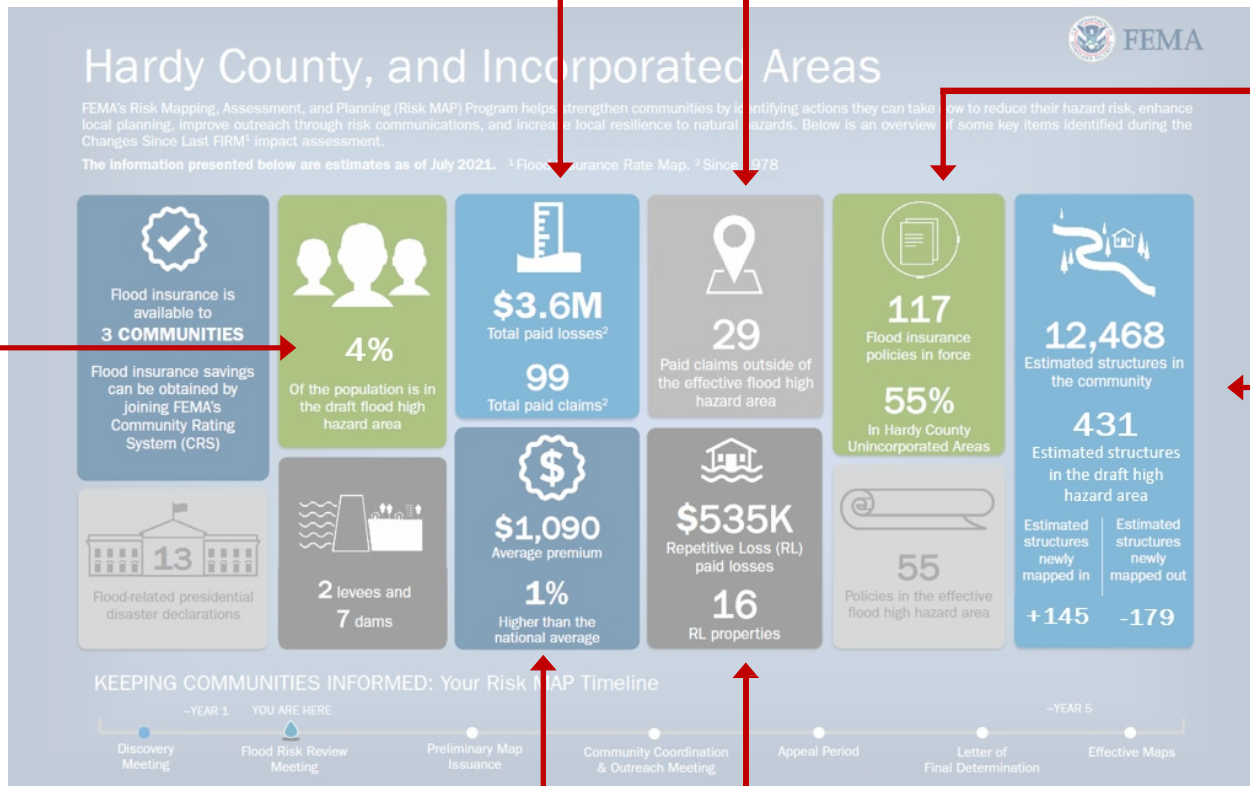 FEMA
Hardy County, and Incorporated Areas
FEMA's Risk Mapping, Assessment, and Planning (Risk MAP) Program helps strengthen communities by identifying actions they can take now to reduce their hazard risk, enhance
local planning, improve outreach through risk communications, and increase local resilience to natural hazards. Below is an overview of some key items identified during the
Changes Since Last FIRM¹ impact assessment.
The information presented below are estimates as of July 2021. ¹ Flood Insurance Rate Map. ² Since 1978
Flood insurance is
available to
3 COMMUNITIES
Flood insurance savings
can be obtained by
joining FEMA's
Community Rating
System (CRS)
13
Flood-related presidential
disaster declarations
4%
Of the population is in
the draft flood high
hazard area
2 levees and
7 dams
$3.6M
Total paid losses²
99
Total paid claims²
$
$1,090
Average premium
1%
Higher than the
national average
29
Paid claims outside of
the effective flood high
hazard area
$535K
Repetitive Loss (RL)
paid losses
16
RL properties
117
Flood insurance
policies in force
55%
In Hardy County
Unincorporated Areas
55
Policies in the effective
flood high hazard area
12,468
Estimated structures in
the community
431
Estimated structures
in the draft high
hazard area
Estimated
structures
newly
mapped in
+145
Estimated
structures
newly
mapped out
-179
KEEPING COMMUNITIES INFORMED: Your Risk MAP Timeline
~YEAR 1
YOU ARE HERE
~YEAR 5
Discovery
Meeting
Flood Risk Review
Meeting
Preliminary Map
Issuance
Community Coordination
& Outreach Meeting
Appeal Period
Letter of
Final Determination
Effective Maps